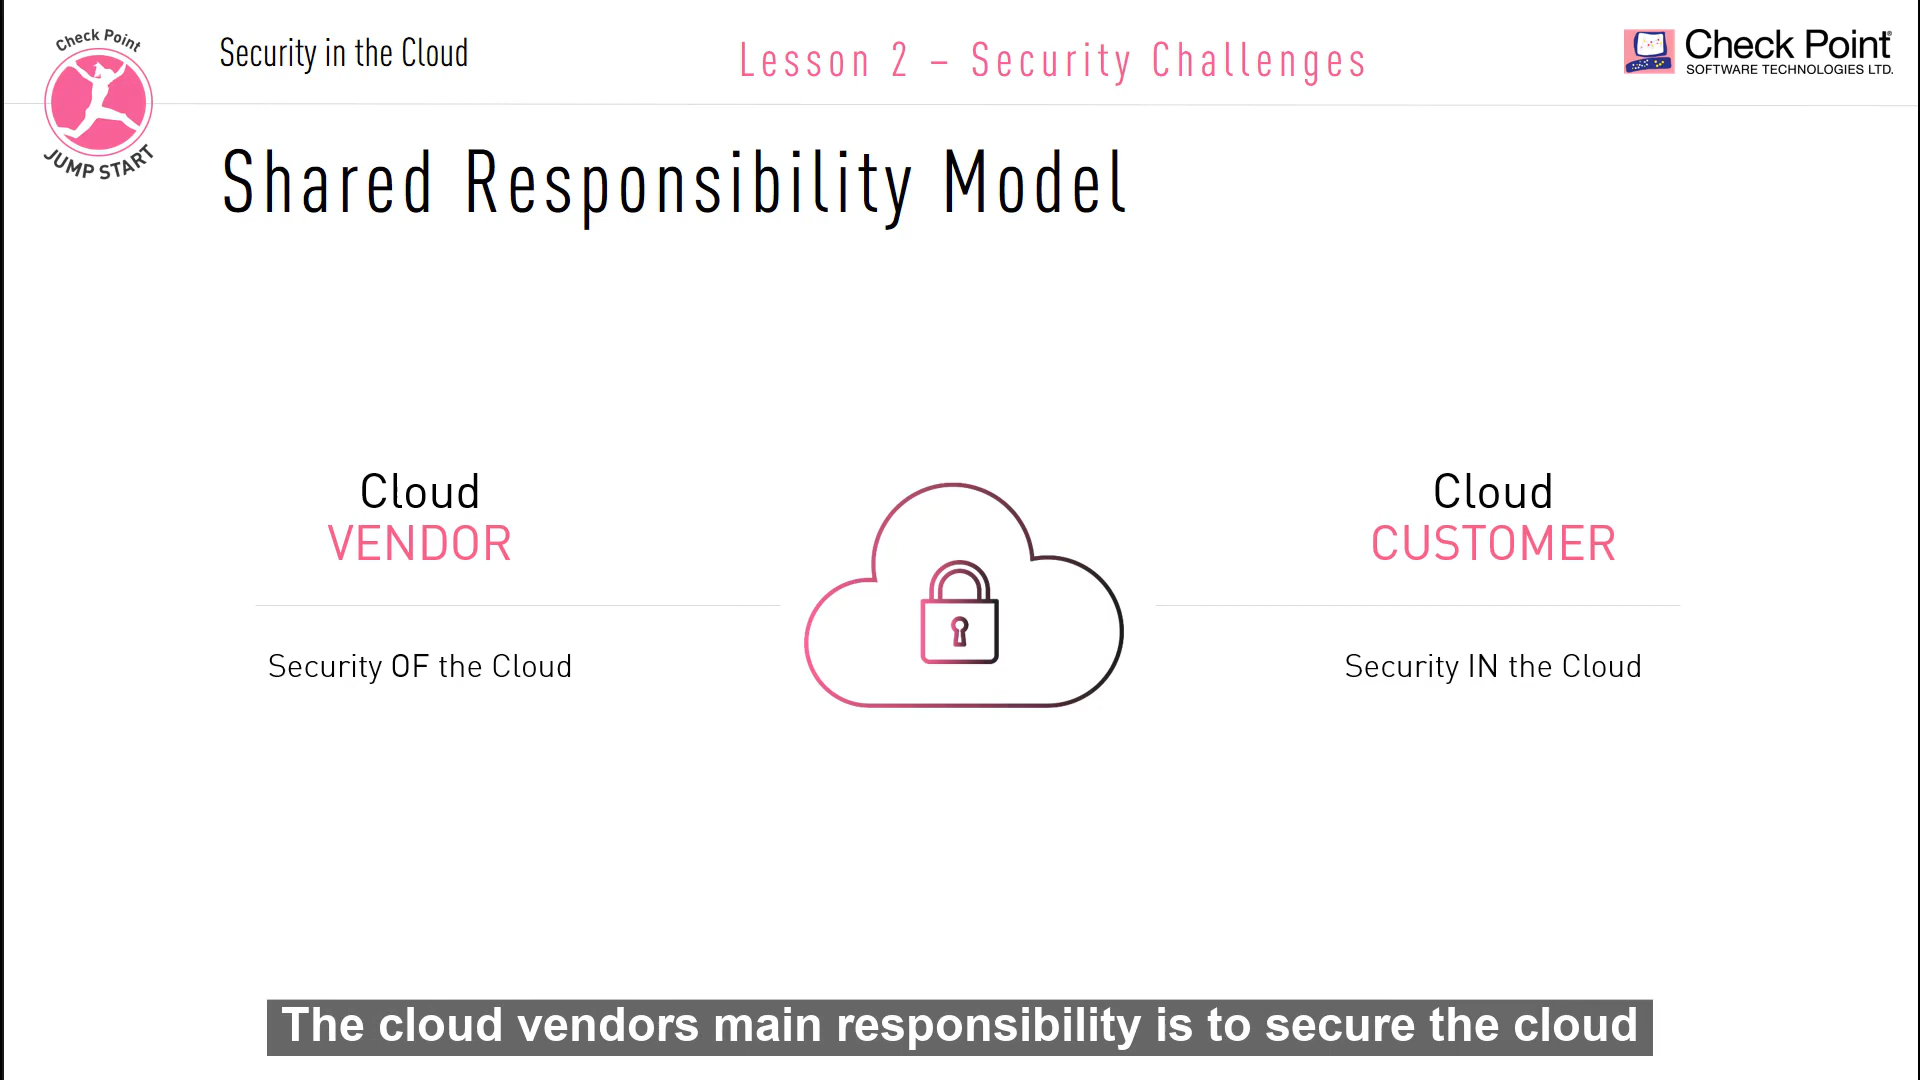 Check Point
JUMP START
Security in the Cloud
Lesson 2 – Security Challenges
Check Point®
SOFTWARE TECHNOLOGIES LTD.
Shared Responsibility Model
Cloud
VENDOR
Security OF the Cloud
Cloud
CUSTOMER
Security IN the Cloud
The cloud vendors main responsibility is to secure the cloud